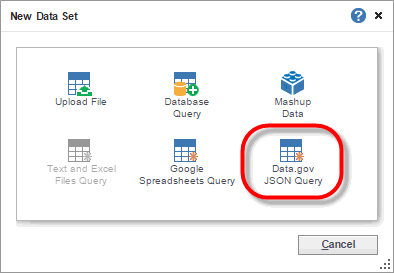 New Data Set
Upload File
Database
Query
Mashup
Data
Text and Excel
Files Query
Google
Spreadsheets Query
Data.gov
JSON Query
Cancel